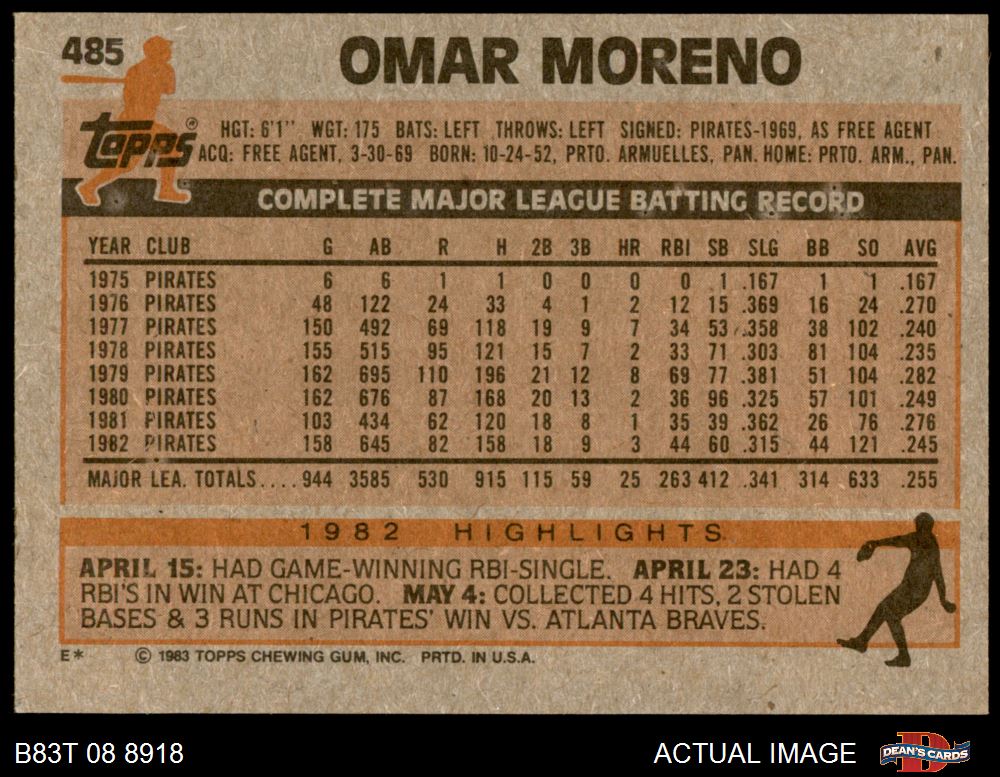 485 OMAR MORENO
Topps® HGT: 6'1" WGT: 175 BATS: LEFT THROWS: LEFT SIGNED: PIRATES-1969, AS FREE AGENT
ACQ: FREE AGENT, 3-30-69 BORN: 10-24-52, PRTO. ARMUELLES, PAN. HOME: PRTO. ARM., PAN.
COMPLETE MAJOR LEAGUE BATTING RECORD
YEAR CLUB G AB R H 2B 3B HR RBI SB SLG BB SO AVG
1975 PIRATES 6 6 1 1 0 0 0 0 1 .167 1 1 .167
1976 PIRATES 48 122 24 33 4 1 2 12 15 .369 16 24 .270
1977 PIRATES 150 492 69 118 19 9 7 34 53 .358 38 102 .240
1978 PIRATES 155 515 95 121 15 7 2 33 71 .303 81 104 .235
1979 PIRATES 162 695 110 196 21 12 8 69 77 .381 51 104 .282
1980 PIRATES 162 676 87 168 20 13 2 36 96 .325 57 101 .249
1981 PIRATES 103 434 62 120 18 8 1 35 39 .362 26 76 .276
1982 PIRATES 158 645 82 158 18 9 3 44 60 .315 44 121 .245
MAJOR LEA. TOTALS.... 944 3585 530 915 115 59 25 263 412 .341 314 633 .255
1982 HIGHLIGHTS
APRIL 15: HAD GAME-WINNING RBI-SINGLE. APRIL 23: HAD 4
RBI'S IN WIN AT CHICAGO. MAY 4: COLLECTED 4 HITS, 2 STOLEN
BASES & 3 RUNS IN PIRATES' WIN VS. ATLANTA BRAVES.
E* © 1983 TOPPS CHEWING GUM, INC. PRTD. IN U.S.A.
B83T 08 8918 ACTUAL IMAGE DEAN'S CARDS